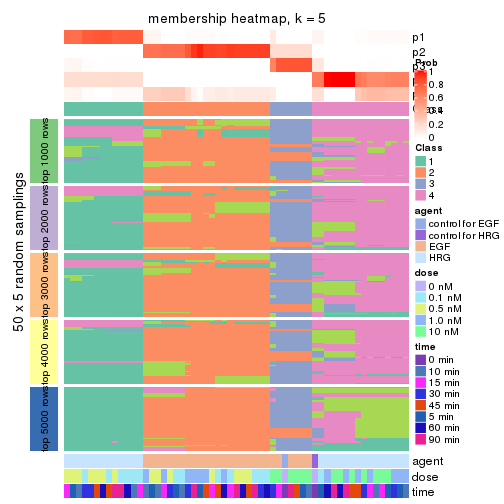 membership heatmap, k = 5
p1
p2
p3
Prob
1
0.8
0.6
0.4
0.2
0
Class
1
2
3
4
agent
control for EGF
control for HRG
EGF
HRG
dose
0 nM
0.1 nM
0.5 nM
1.0 nM
10 nM
time
0 min
10 min
15 min
30 min
45 min
5 min
60 min
90 min
50 x 5 random samplings
top 1000 rows
top 2000 rows
top 3000 rows
top 4000 rows
top 5000 rows
agent
dose
time